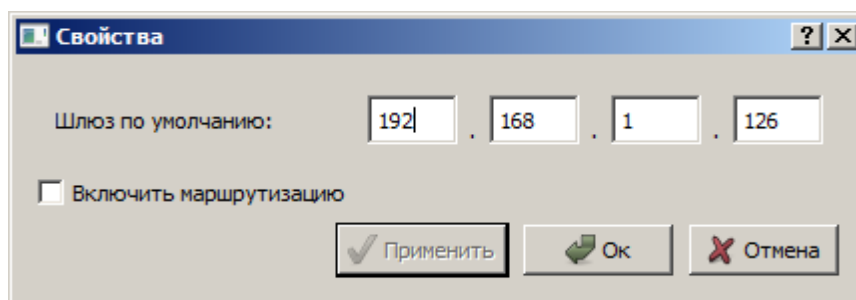 Свойства
Шлюз по умолчанию: 192 . 168 . 1 . 126
Включить маршрутизацию
Применить Ок Отмена